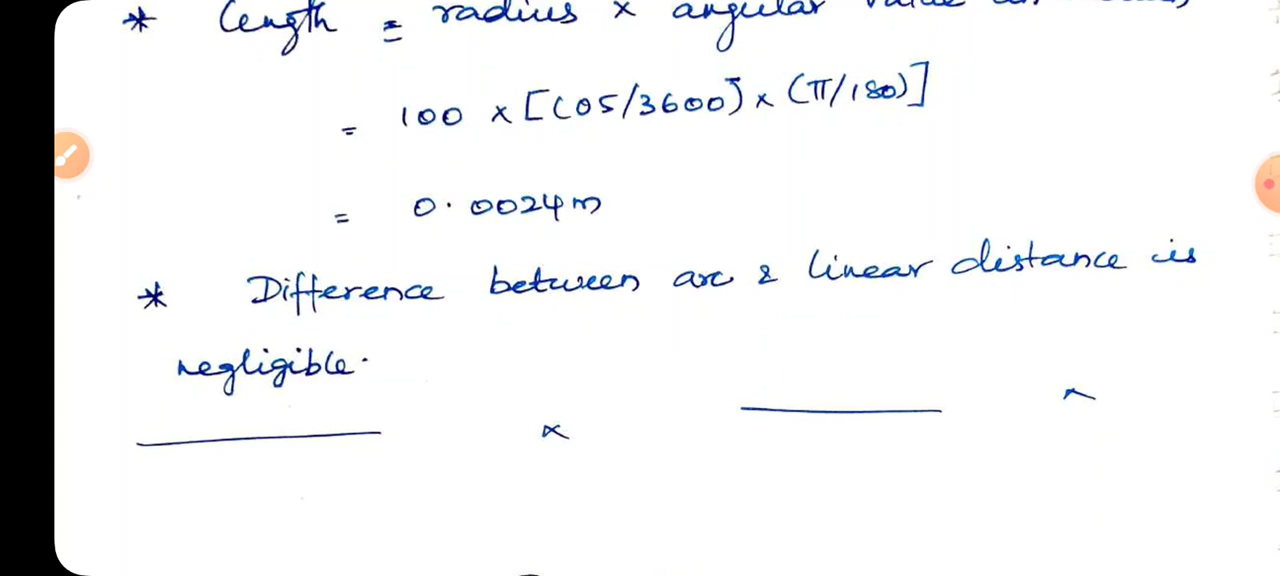 * length = radius x angular
= 100 x [(05/3600) x (π/180)]
= 0.0024m
* Difference between arc & linear distance is
negligible.